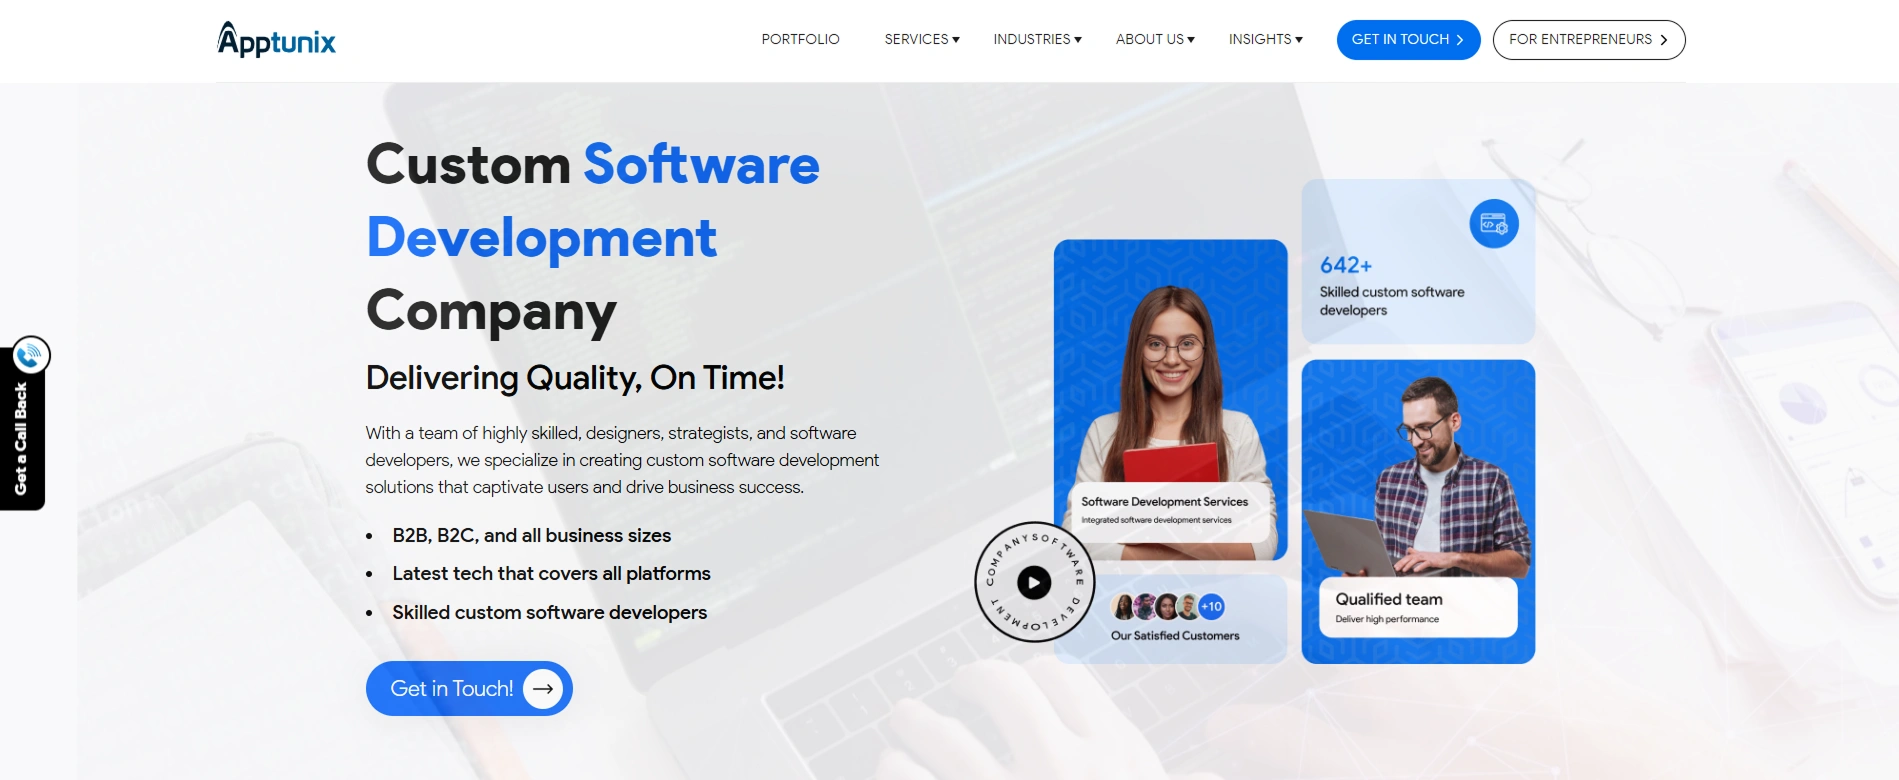 Apptunix
PORTFOLIO
SERVICES
INDUSTRIES
ABOUT US
INSIGHTS
GET IN TOUCH
FOR ENTREPRENEURS
Custom Software
Development
Company
Delivering Quality, On Time!
With a team of highly skilled, designers, strategists, and software
developers, we specialize in creating custom software development
solutions that captivate users and drive business success.
• B2B, B2C, and all business sizes
• Latest tech that covers all platforms
• Skilled custom software developers
Get in Touch!
Get a Call Back
642+
Skilled custom software
developers
Software Development Services
Integrated software development services
SOFTWARE DEVELOPMENT COMPANY
+10
Our Satisfied Customers
Qualified team
Deliver high performance